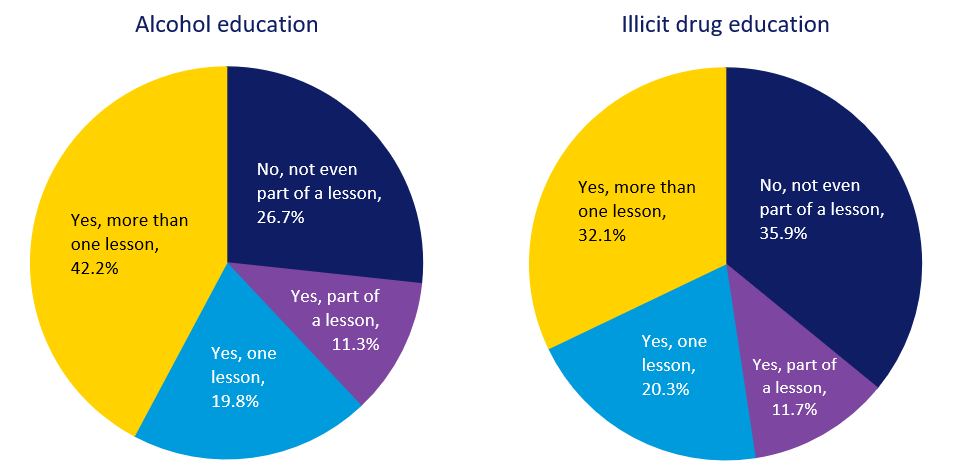 Alcohol education
No, not even
part of a lesson,
26.7%
Yes, part of
a lesson,
11.3%
Yes, one
lesson,
19.8%
Yes, more than
one lesson,
42.2%
Illicit drug education
No, not even
part of a lesson,
35.9%
Yes, part of
a lesson,
11.7%
Yes, one
lesson,
20.3%
Yes, more than
one lesson,
32.1%